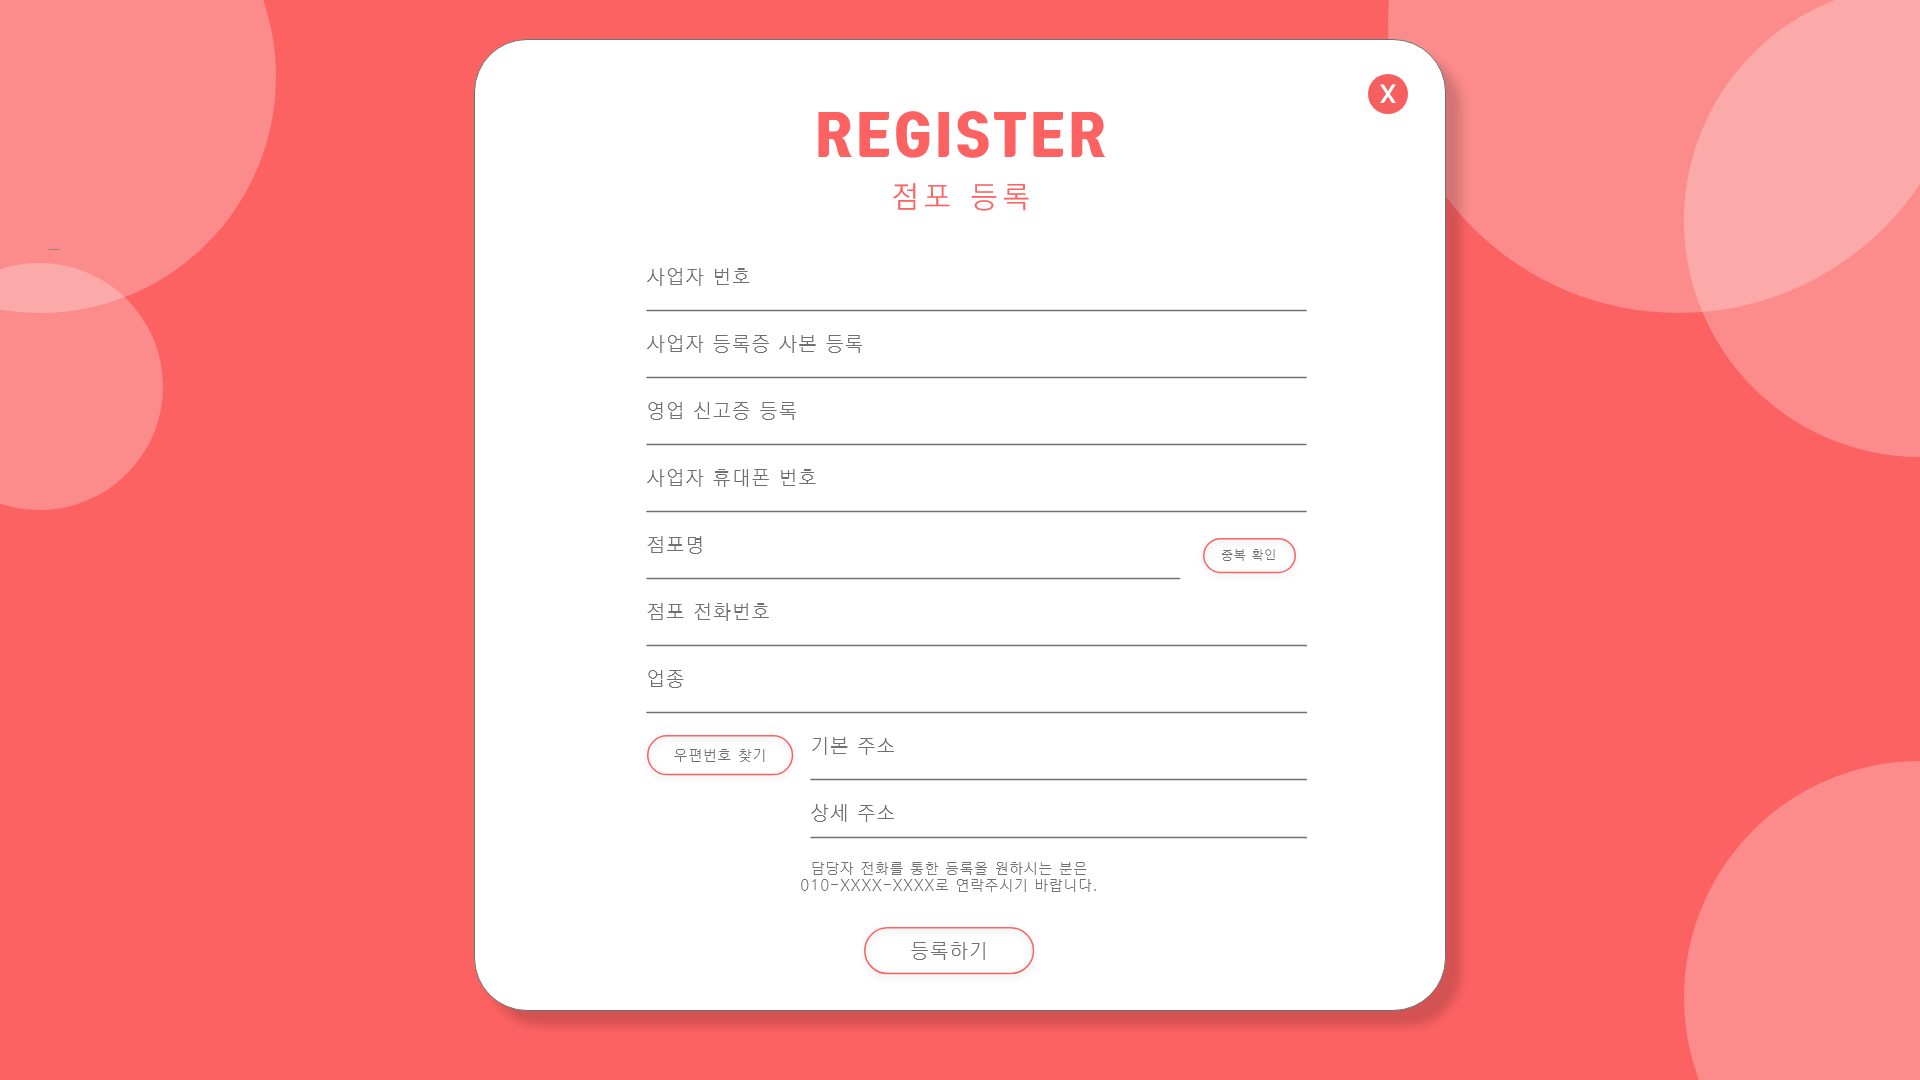 X
REGISTER
점포 등록
사업자 번호
사업자 등록증 사본 등록
영업 신고증 등록
사업자 휴대폰 번호
점포명
중복 확인
점포 전화번호
업종
우편번호 찾기
기본 주소
상세 주소
담당자 전화를 통한 등록을 원하시는 분은
010-XXXX-XXXX로 연락주시기 바랍니다.
등록하기